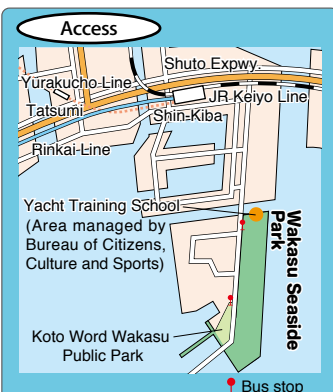 Access
Shuto Expwy.
Yurakucho Line
JR Keiyo Line
Tatsumi
Shin-Kiba
Rinkai Line
Yacht Training School
(Area managed by
Bureau of Citizens,
Culture and Sports)
Wakasu Seaside
Park
Koto Word Wakasu
Public Park
Bus stop